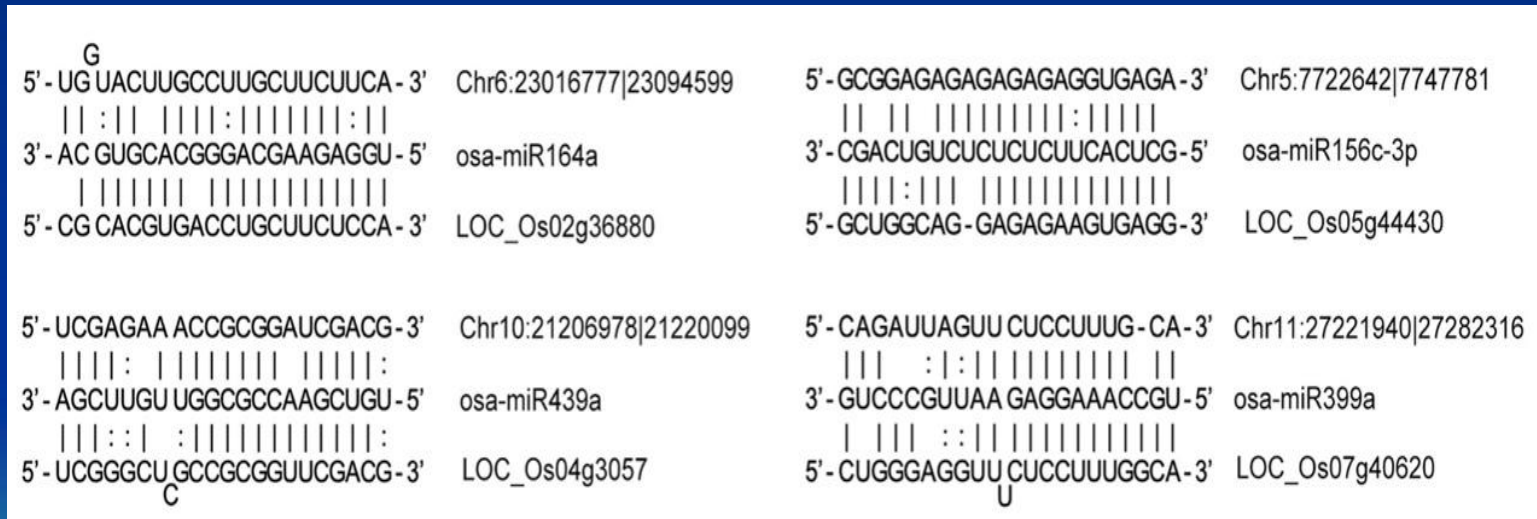 G
5'-UG UACUUGCCUUGCUUCUUCA-3' Chr6:23016777|23094599
|| :|| ||||:|||||||:||
3'-AC GUGCACGGGACGAAGAGGU-5' osa-miR164a
| |||||| ||||||||||||
5'-CG CACGUGACCUGCUUCUCCA-3' LOC_Os02g36880
5'-GCGGAGAGAGAGAGAGGUGAGA-3' Chr5:7722642|7747781
|| || |||||||||:|||||
3'-CGACUGUCUCUCUCUUCACUCG-5' osa-miR156c-3p
||||:||| |||||||||||||
5'-GCUGGCAG-GAGAGAAGUGAGG-3' LOC_Os05g44430
5'-UCGAGAA ACCGCGGAUCGACG-3' Chr10:21206978|21220099
||||: |||||||| |||||:
3'-AGCUUGU UGGCGCCAAGCUGU-5' osa-miR439a
|||::| :||||||||||||:
5'-UCGGGCU GCCGCGGUUCGACG-3' LOC_Os04g3057
C
5'-CAGAUUAGUU CUCCUUUG-CA-3' Chr11:27221940|27282316
||| :|:|||||||||| ||
3'-GUCCCGUUAA GAGGAAACCGU-5' osa-miR399a
| ||| ::|||||||||||||
5'-CUGGGAGGUU CUCCUUUGGCA-3' LOC_Os07g40620
U